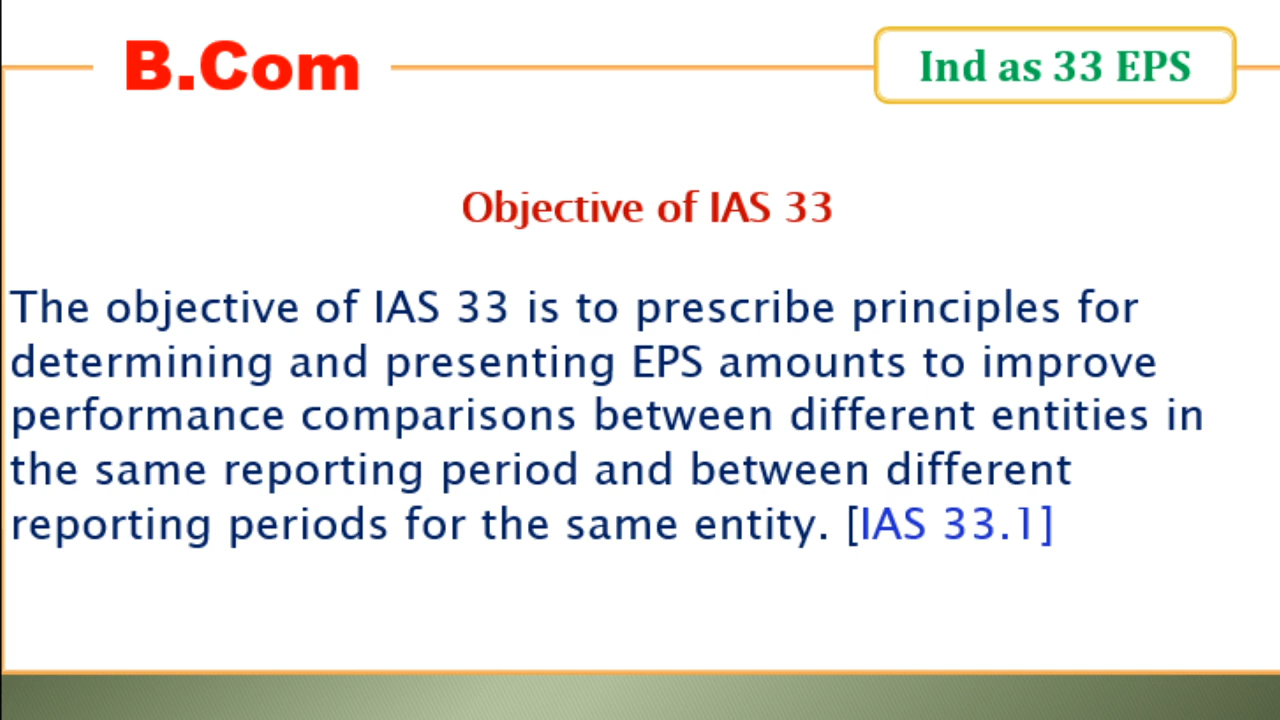 B.Com
Ind as 33 EPS
Objective of IAS 33
The objective of IAS 33 is to prescribe principles for
determining and presenting EPS amounts to improve
performance comparisons between different entities in
the same reporting period and between different
reporting periods for the same entity. [IAS 33.1]